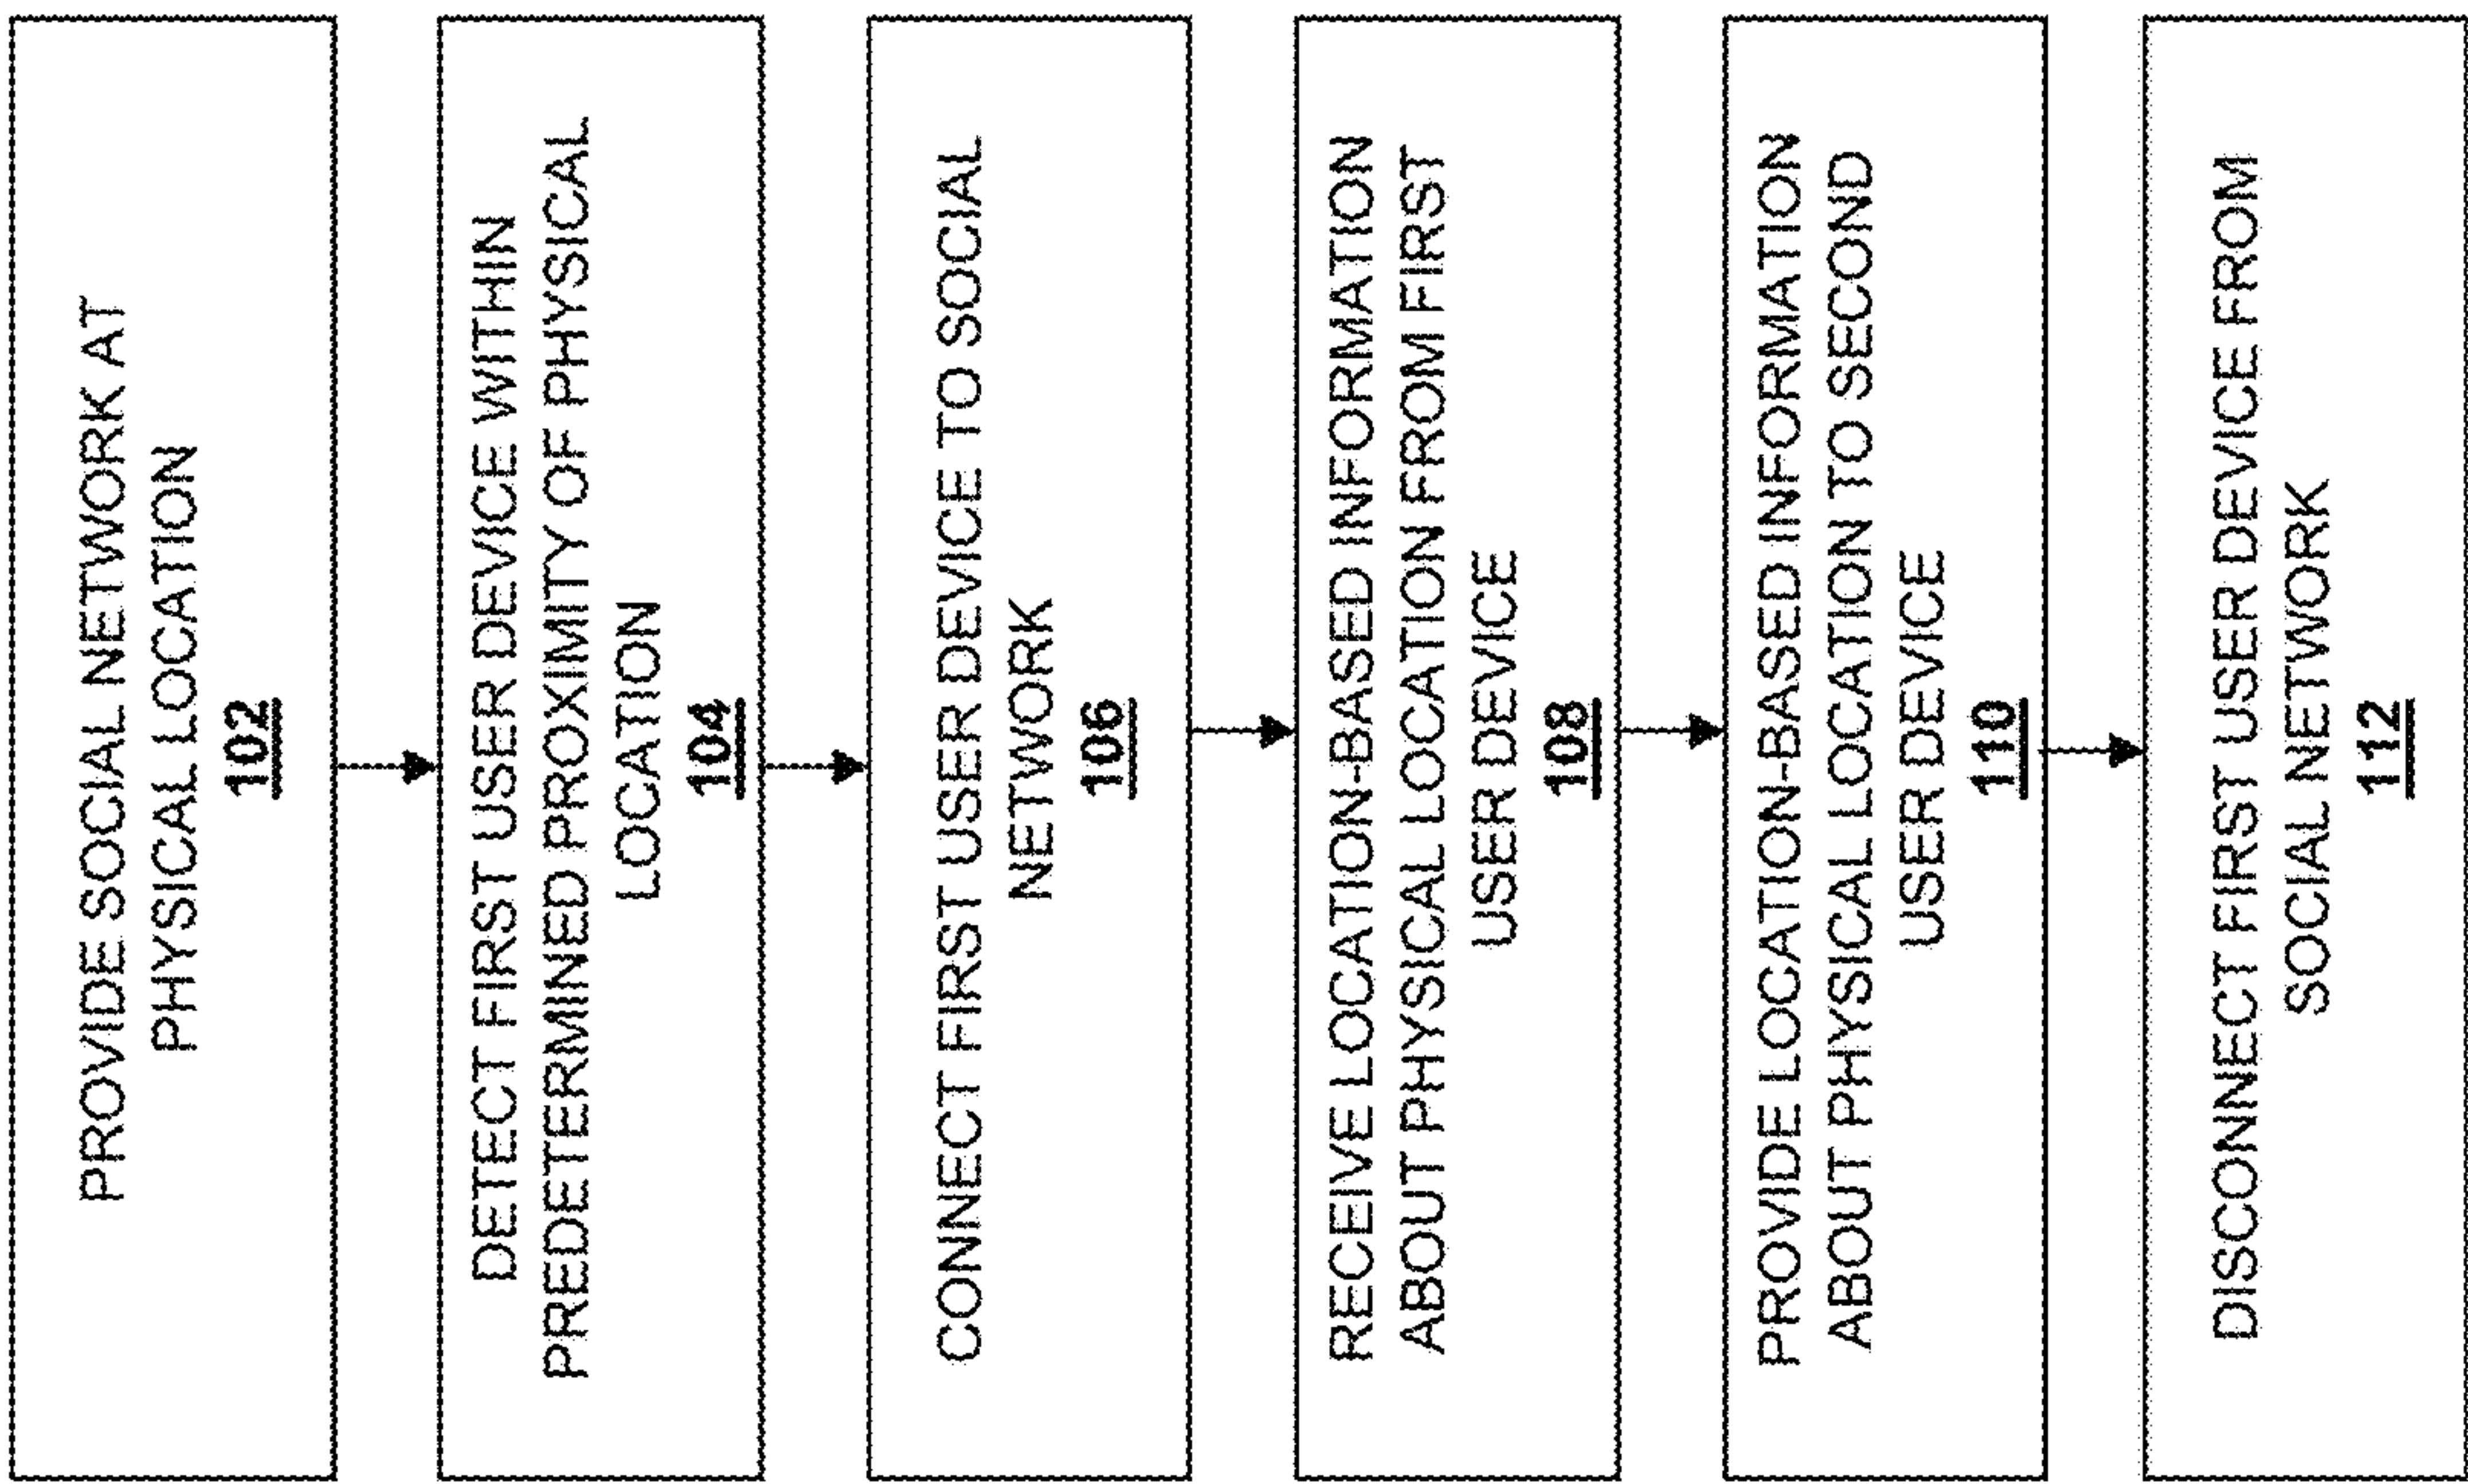 PROVIDE SOCIAL NETWORK AT
PHYSICAL LOCATION
102
DETECT FIRST USER DEVICE WITHIN
PREDETERMINED PROXIMITY OF PHYSICAL
LOCATION
104
CONNECT FIRST USER DEVICE TO SOCIAL
NETWORK
106
RECEIVE LOCATION-BASED INFORMATION
ABOUT PHYSICAL LOCATION FROM FIRST
USER DEVICE
108
PROVIDE LOCATION-BASED INFORMATION
ABOUT PHYSICAL LOCATION TO SECOND
USER DEVICE
110
DISCONNECT FIRST USER DEVICE FROM
SOCIAL NETWORK
112